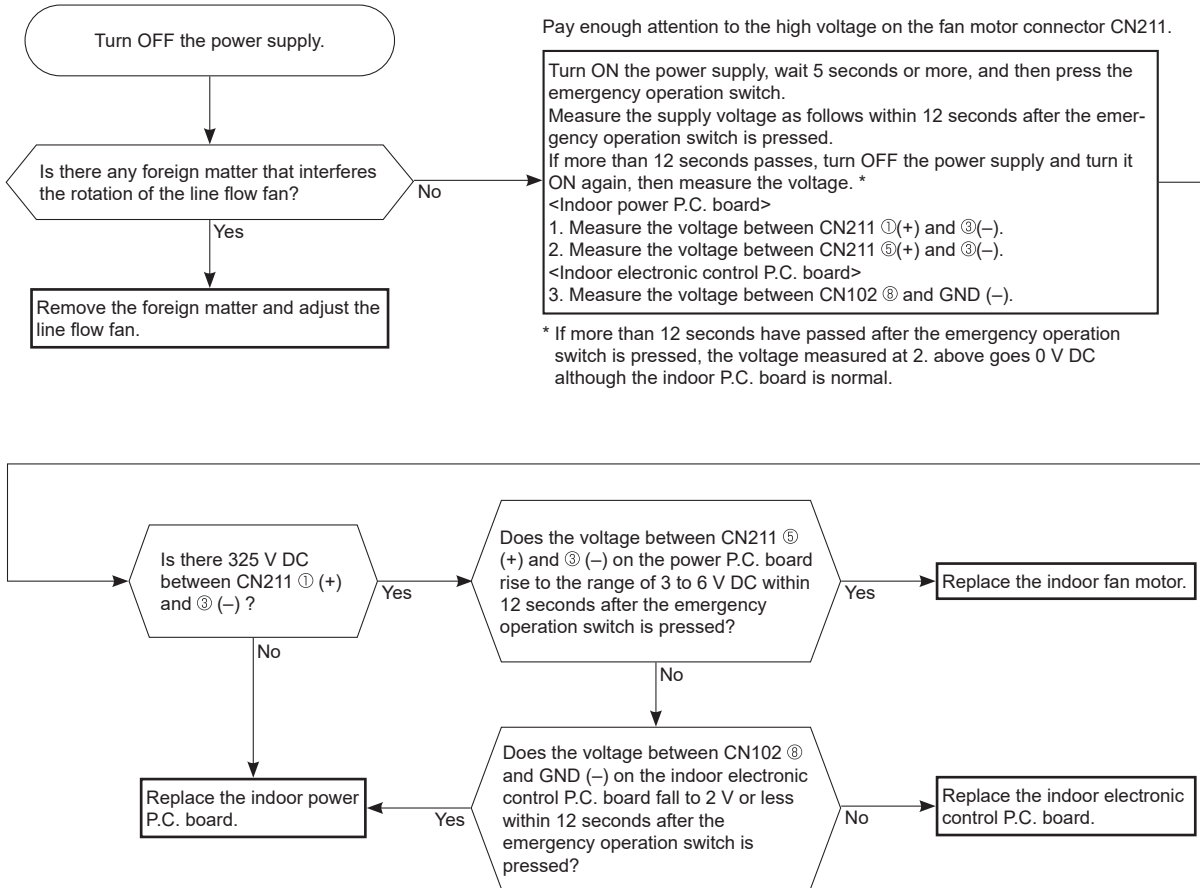 Turn OFF the power supply.
Is there any foreign matter that interferes
the rotation of the line flow fan?
No
Yes
Remove the foreign matter and adjust the
line flow fan.
Pay enough attention to the high voltage on the fan motor connector CN211.
Turn ON the power supply, wait 5 seconds or more, and then press the
emergency operation switch.
Measure the supply voltage as follows within 12 seconds after the emer-
gency operation switch is pressed.
If more than 12 seconds passes, turn OFF the power supply and turn it
ON again, then measure the voltage. *
<Indoor power P.C. board>
1. Measure the voltage between CN211 ①(+) and ③(–).
2. Measure the voltage between CN211 ⑤(+) and ③(–).
<Indoor electronic control P.C. board>
3. Measure the voltage between CN102 ⑧ and GND (–).
* If more than 12 seconds have passed after the emergency operation
switch is pressed, the voltage measured at 2. above goes 0 V DC
although the indoor P.C. board is normal.
Is there 325 V DC
between CN211 ① (+)
and ③ (–) ?
Yes
No
Does the voltage between CN211 ⑤
(+) and ③ (–) on the power P.C. board
rise to the range of 3 to 6 V DC within
12 seconds after the emergency
operation switch is pressed?
Yes
Replace the indoor fan motor.
No
Does the voltage between CN102 ⑧
and GND (–) on the indoor electronic
control P.C. board fall to 2 V or less
within 12 seconds after the
emergency operation switch is
pressed?
Yes
Replace the indoor power
P.C. board.
No
Replace the indoor electronic
control P.C. board.